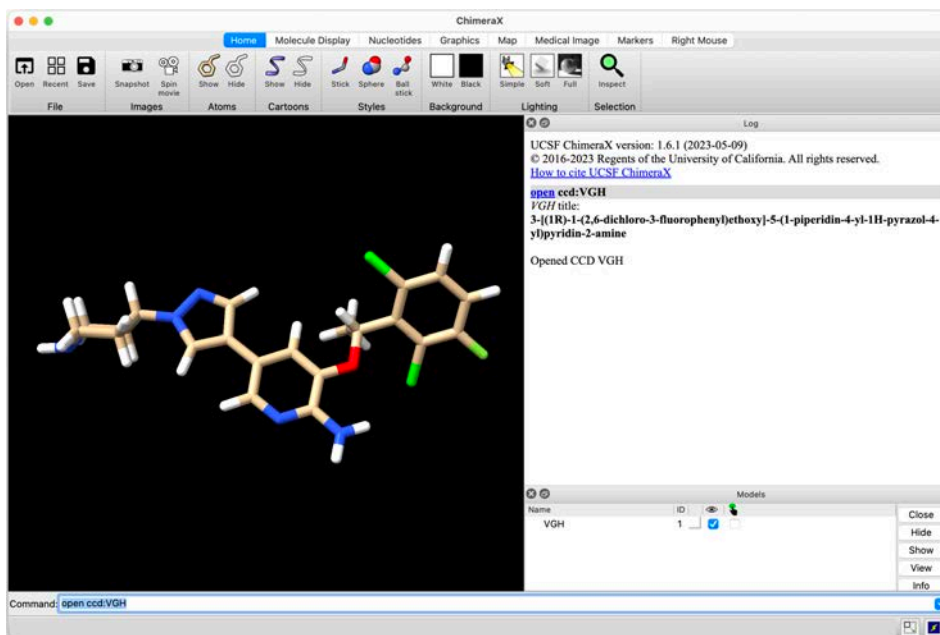 ChimeraX
Home Molecule Display Nucleotides Graphics Map Medical Image Markers Right Mouse
Open Recent Save Snapshot Spin movie Show Hide Show Hide Stick Sphere Ball stick White Black Simple Soft Full Inspect
File Images Atoms Cartoons Styles Background Lighting Selection
Log
UCSF ChimeraX version: 1.6.1 (2023-05-09)
© 2016-2023 Regents of the University of California. All rights reserved.
How to cite UCSF ChimeraX
open ccd:VGH
VGH title:
3-[(1R)-1-(2,6-dichloro-3-fluorophenyl)ethoxy]-5-(1-piperidin-4-yl-1H-pyrazol-4-
yl)pyridin-2-amine
Opened CCD VGH
Models
Name ID
VGH 1
Close
Hide
Show
View
Info
Command: open ccd:VGH